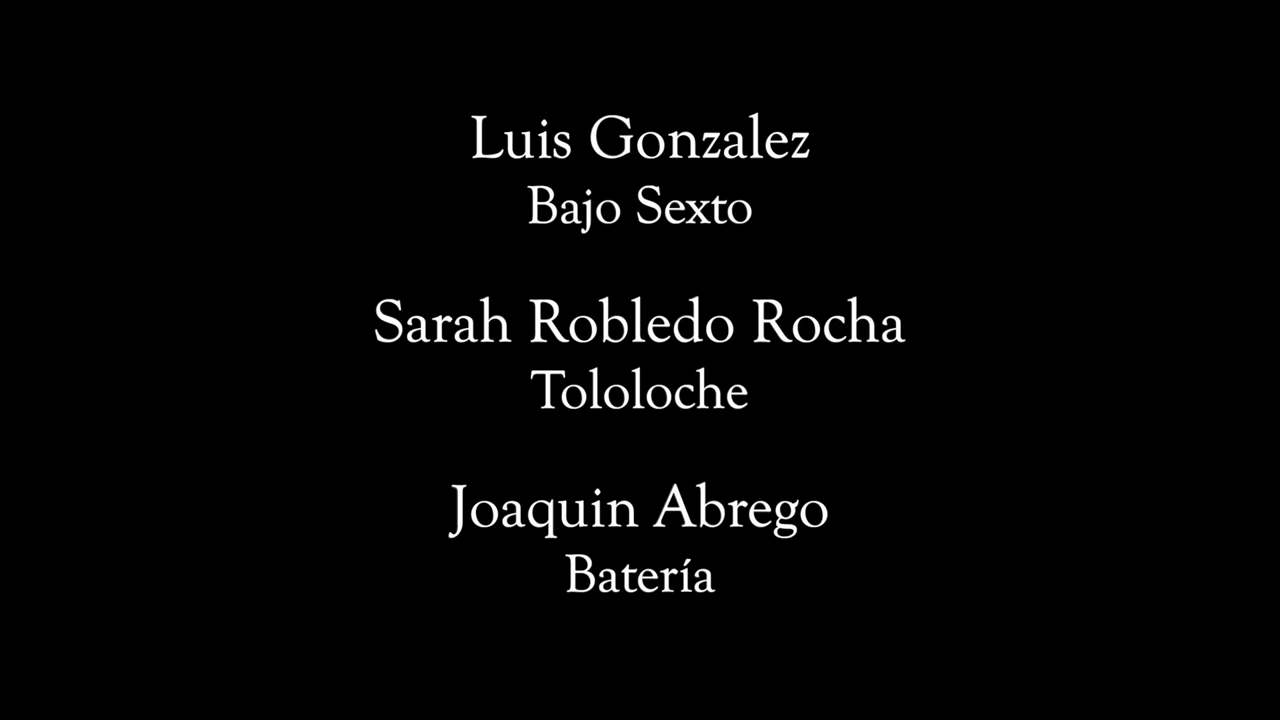 Luis Gonzalez
Bajo Sexto
Sarah Robledo Rocha
Tololoche
Joaquin Abrego
Batería